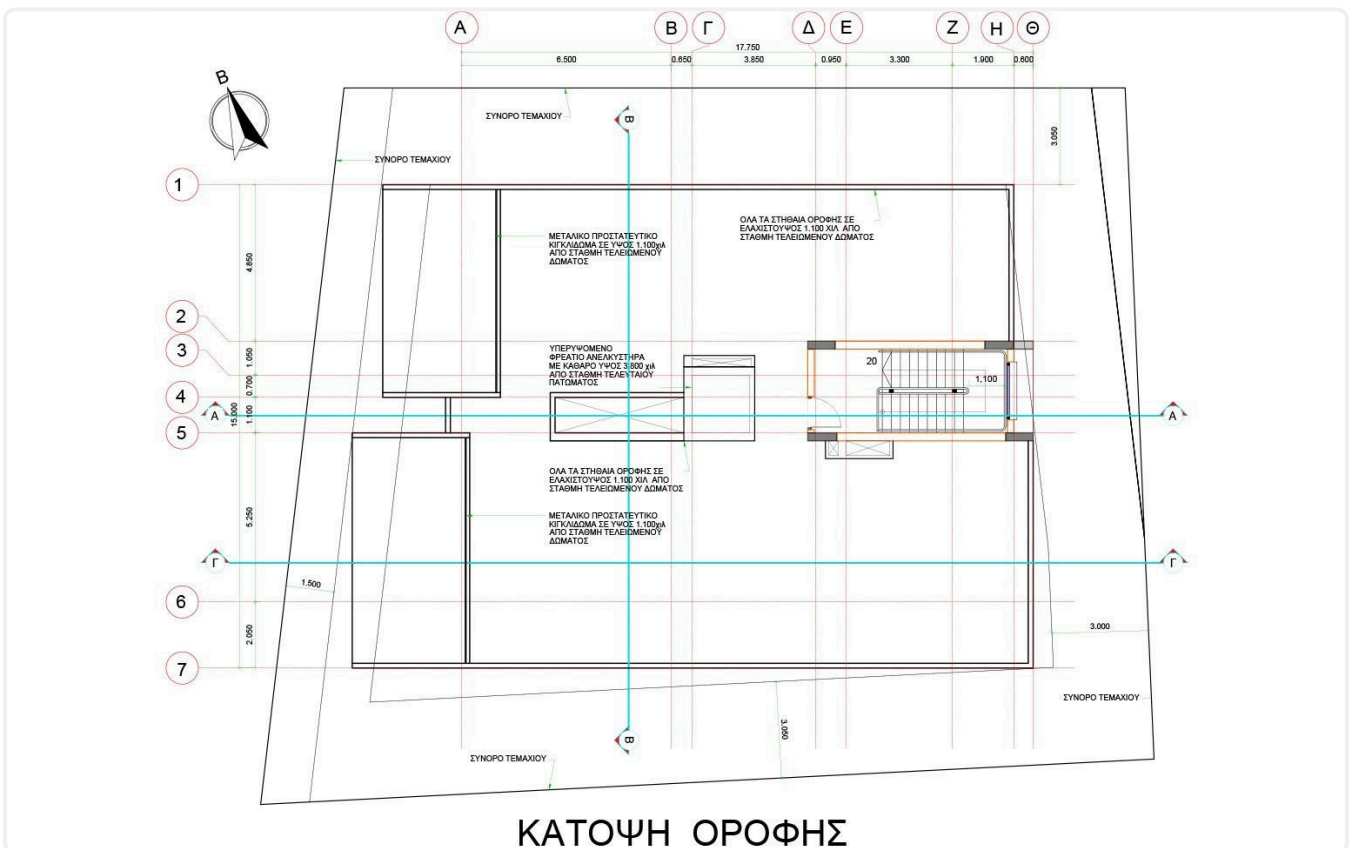 Α Β Γ Δ Ε Ζ Η Θ
17.750
6.500 0.650 3.850 0.950 3.300 1.900 0.600
Β
ΣΥΝΟΡΟ ΤΕΜΑΧΙΟΥ
Β
3.050
ΣΥΝΟΡΟ ΤΕΜΑΧΙΟΥ
1
ΟΛΑ ΤΑ ΣΤΗΘΑΙΑ ΟΡΟΦΗΣ ΣΕ
ΕΛΑΧΙΣΤΟΥΨΟΣ 1.100 ΧΙΛ ΑΠΟ
ΣΤΑΘΜΗ ΤΕΛΕΙΩΜΕΝΟΥ ΔΩΜΑΤΟΣ
ΜΕΤΑΛΙΚΟ ΠΡΟΣΤΑΤΕΥΤΙΚΟ
ΚΙΓΚΛΙΔΩΜΑ ΣΕ ΥΨΟΣ 1.100χιλ
ΑΠΟ ΣΤΑΘΜΗ ΤΕΛΕΙΩΜΕΝΟΥ
ΔΩΜΑΤΟΣ
4.850
2
3
1.050
ΥΠΕΡΥΨΟΜΕΝΟ
ΦΡΕΑΤΙΟ ΑΝΕΛΚΥΣΤΗΡΑ
ΜΕ ΚΑΘΑΡΟ ΥΨΟΣ 3.800 χιλ
ΑΠΟ ΣΤΑΘΜΗ ΤΕΛΕΥΤΑΙΟΥ
ΠΑΤΩΜΑΤΟΣ
20
1,100
0.700
4
15.000
1.100
Α Α
5
ΟΛΑ ΤΑ ΣΤΗΘΑΙΑ ΟΡΟΦΗΣ ΣΕ
ΕΛΑΧΙΣΤΟΥΨΟΣ 1.100 ΧΙΛ ΑΠΟ
ΣΤΑΘΜΗ ΤΕΛΕΙΩΜΕΝΟΥ ΔΩΜΑΤΟΣ
5.250
ΜΕΤΑΛΙΚΟ ΠΡΟΣΤΑΤΕΥΤΙΚΟ
ΚΙΓΚΛΙΔΩΜΑ ΣΕ ΥΨΟΣ 1.100χιλ
ΑΠΟ ΣΤΑΘΜΗ ΤΕΛΕΙΩΜΕΝΟΥ
ΔΩΜΑΤΟΣ
Γ Γ
1.500
6
2.050
3.000
7
ΣΥΝΟΡΟ ΤΕΜΑΧΙΟΥ
3.050
Β
ΣΥΝΟΡΟ ΤΕΜΑΧΙΟΥ
ΚΑΤΟΨΗ ΟΡΟΦΗΣ